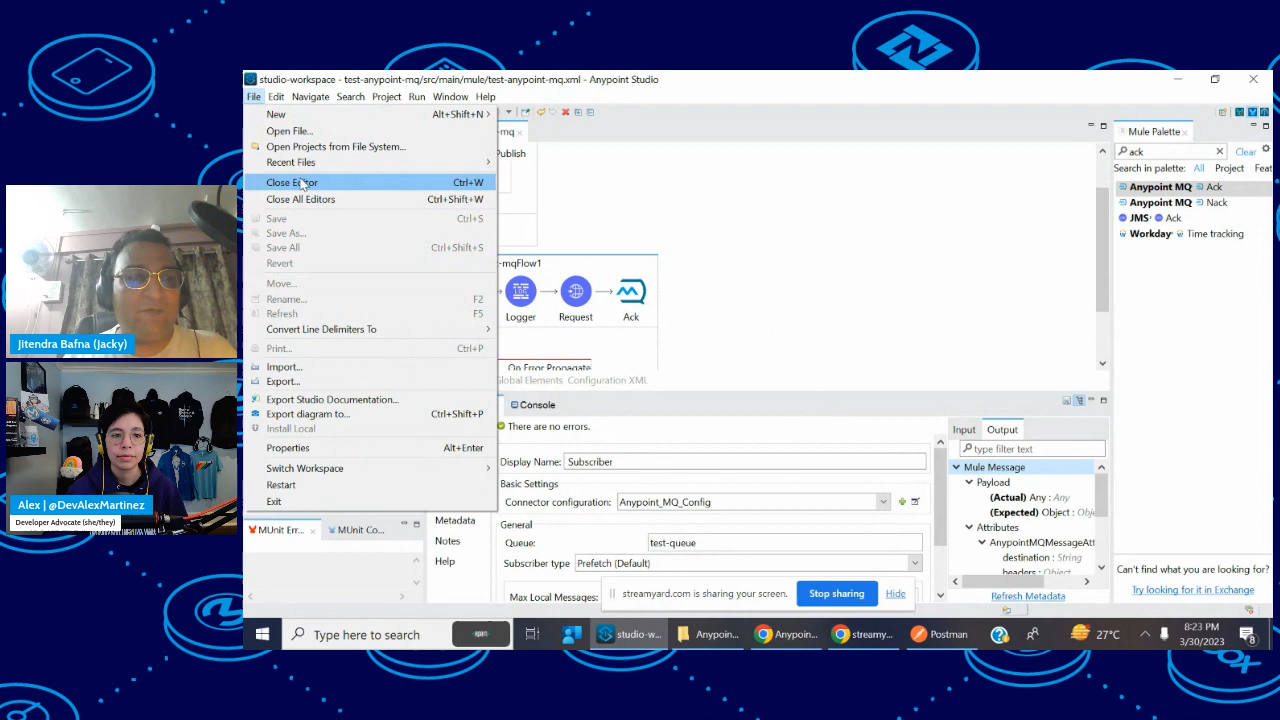 studio-workspace - test-anypoint-mq/src/main/mule/test-anypoint-mq.xml - Anypoint Studio
File Edit Navigate Search Project Run Window Help
New Alt+Shift+N >
Open File...
Open Projects from File System...
Recent Files >
Close Editor Ctrl+W
Close All Editors Ctrl+Shift+W
Save Ctrl+S
Save As...
Save All Ctrl+Shift+S
Revert
Move...
Rename... F2
Refresh F5
Convert Line Delimiters To >
Print... Ctrl+P
Import...
Export...
Export Studio Documentation...
Export diagram to... Ctrl+Shift+P
Install Local
Properties Alt+Enter
Switch Workspace >
Restart
Exit
MUnit Err... MUnit Co...
Metadata
Notes
Help
-mq
Publish
-mqFlow1
LOG
Logger Request Ack
On Error Propagate
Global Elements Configuration XML
Console
There are no errors.
Display Name: Subscriber
Basic Settings
Connector configuration: Anypoint_MQ_Config
General
Queue: test-queue
Subscriber type Prefetch (Default)
Max Local Messages:
Input Output
type filter text
Mule Message
Payload
(Actual) Any : Any
(Expected) Object : Obj
Attributes
AnypointMQMessageAtt
destination : String
headers : Object
Refresh Metadata
Mule Palette
ack Clear
Search in palette: All Project Feat
Anypoint MQ Ack
Anypoint MQ Nack
JMS Ack
Workday Time tracking
Can't find what you are looking for?
Try looking for it in Exchange
streamyard.com is sharing your screen. Stop sharing Hide
Type here to search
studio-w...
Anypoin...
Anypoin...
streamy...
Postman
27°C
8:23 PM
3/30/2023
8
Jitendra Bafna (Jacky)
Alex | @DevAlexMartinez
Developer Advocate (she/they)